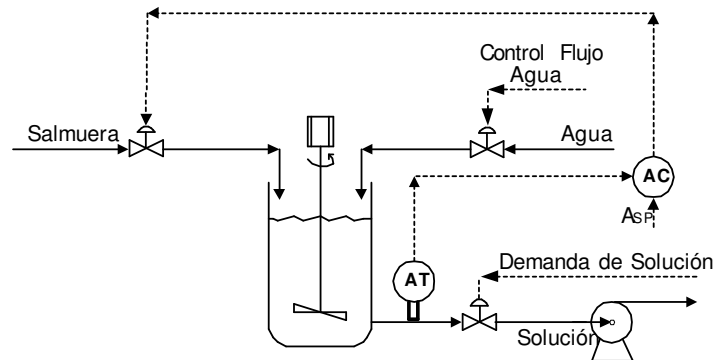 Control Flujo
Agua
Salmuera
Agua
AC
ASP
AT
Demanda de Solución
Solución